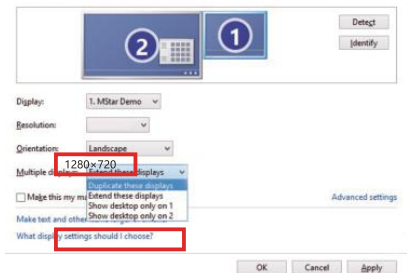 Detect
2
1
Identify
Display: 1. MStar Demo
Resolution:
Orientation: Landscape
1280×720
Multiple displays: Extend these displays
Duplicate these displays
Make this my Extend these displays Advanced settings
Show desktop only on 1
Make text and other
Show desktop only on 2
What display settings should I choose?
OK Cancel Apply